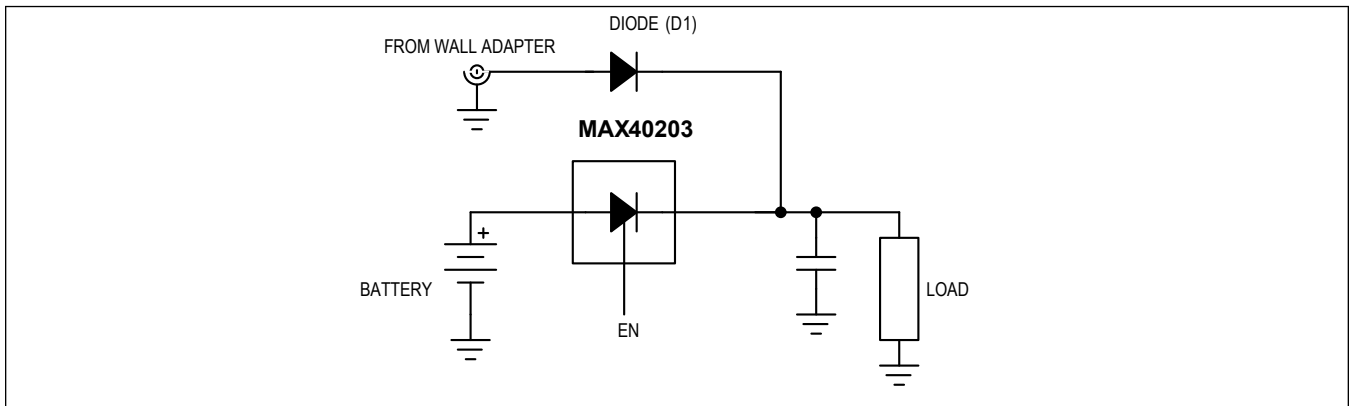 DIODE (D1)
FROM WALL ADAPTER
MAX40203
+
BATTERY
LOAD
EN